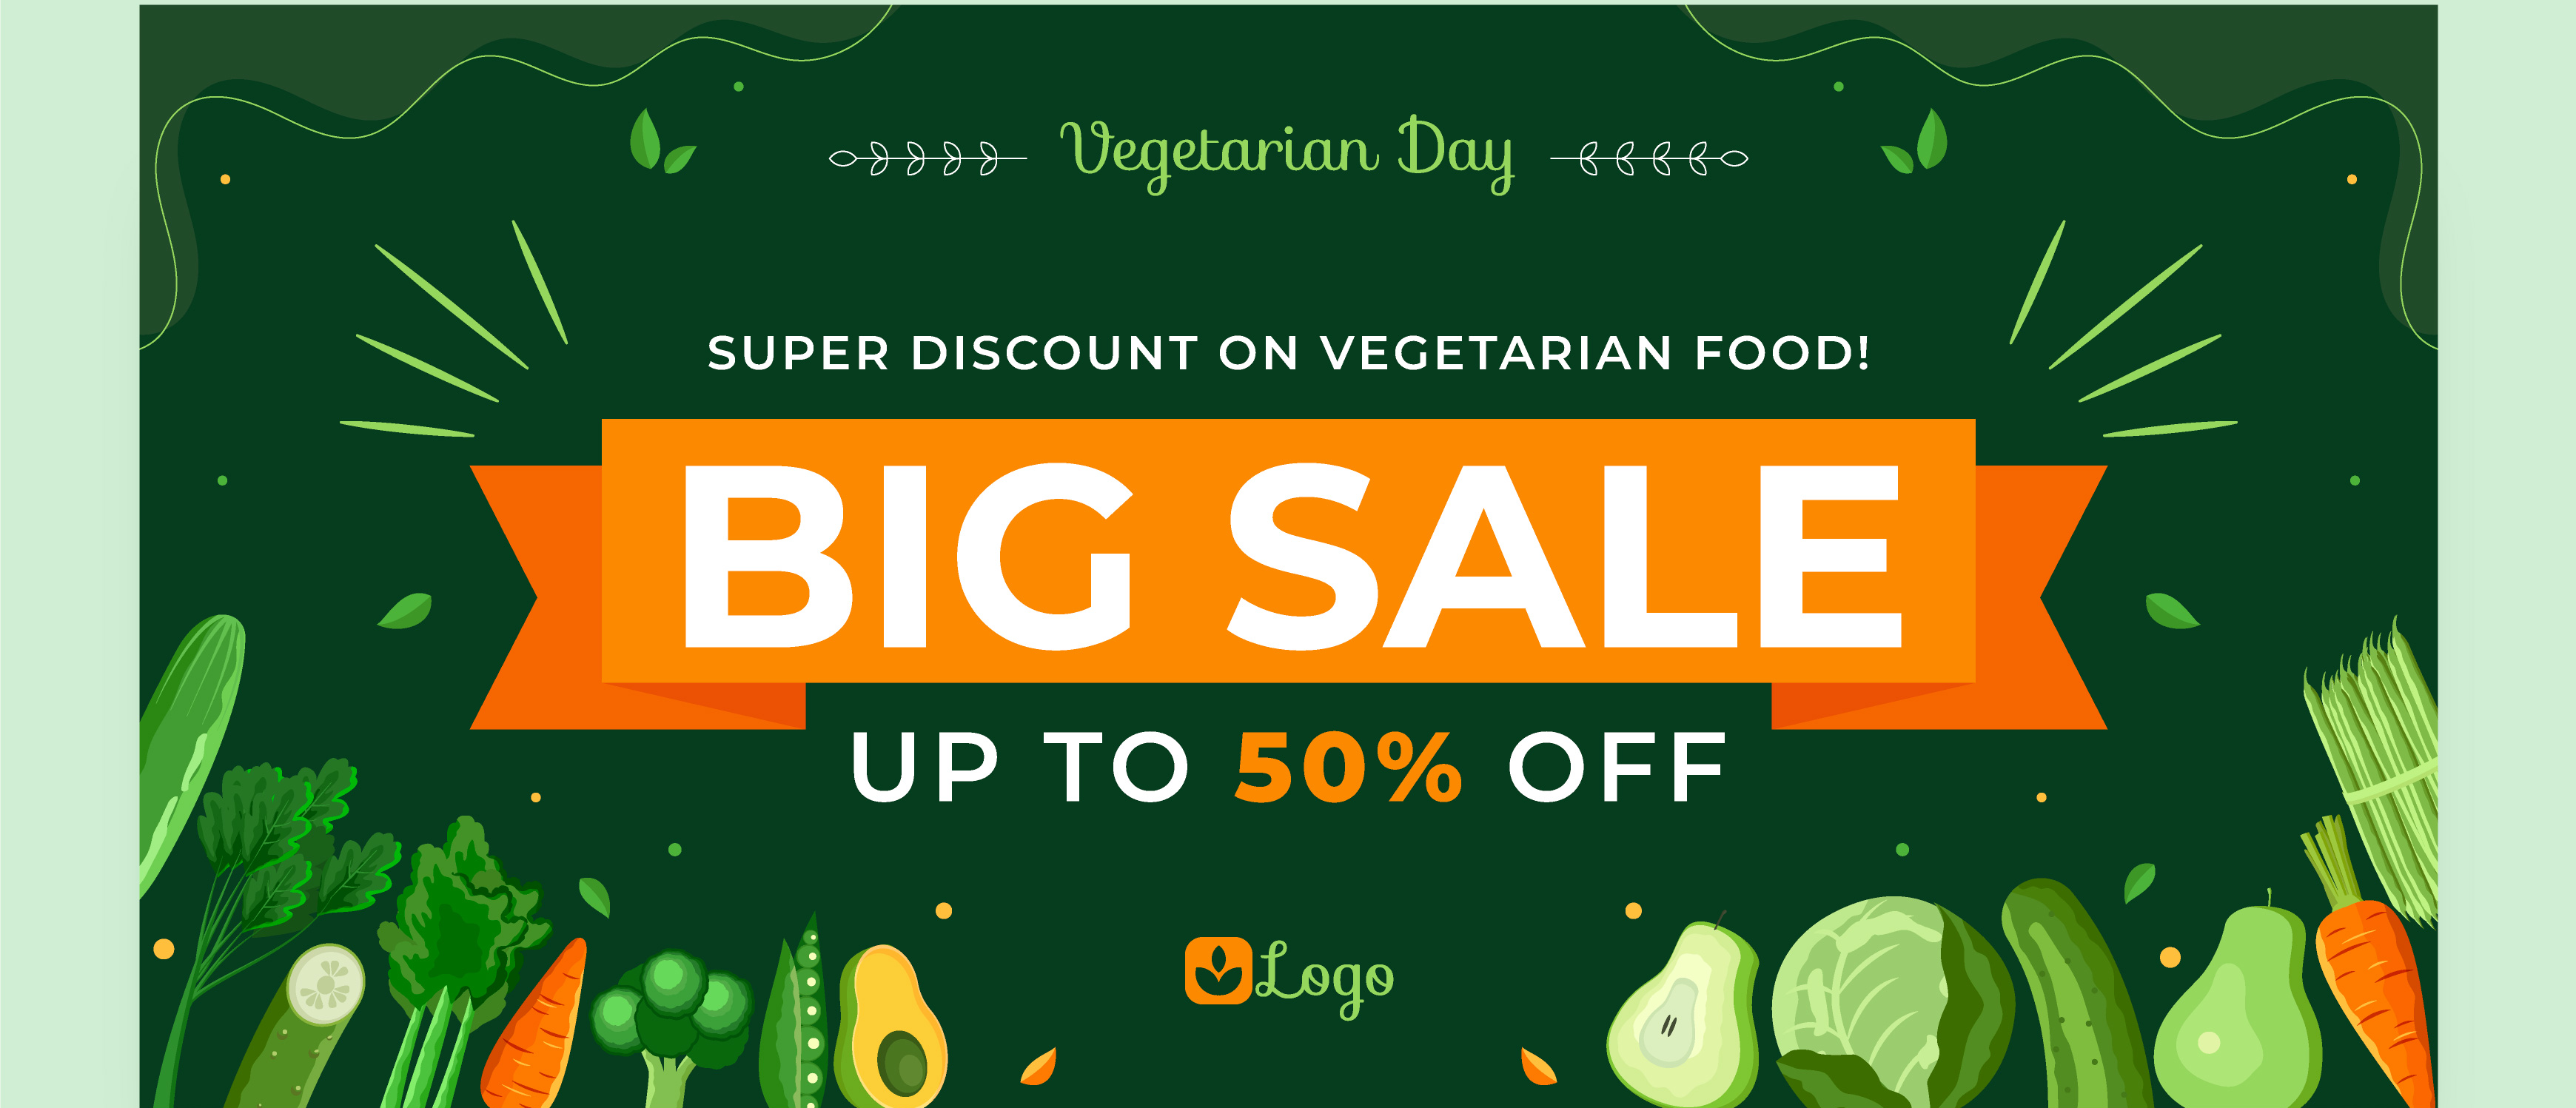 Vegetarian Day
SUPER DISCOUNT ON VEGETARIAN FOOD!
BIG SALE
UP TO 50% OFF
Logo